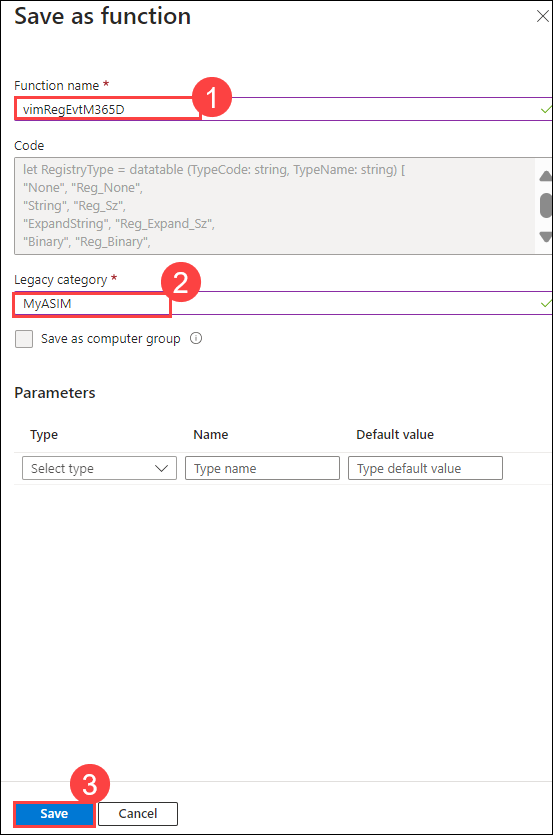 Save as function
Function name *
1
vimRegEvtM365D
Code
let RegistryType = datatable (TypeCode: string, TypeName: string) [
"None", "Reg_None",
"String", "Reg_Sz",
"ExpandString", "Reg_Expand_Sz",
"Binary", "Reg_Binary",
Legacy category *
2
MyASIM
Save as computer group
Parameters
Type Name Default value
Select type Type name Type default value
3
Save Cancel